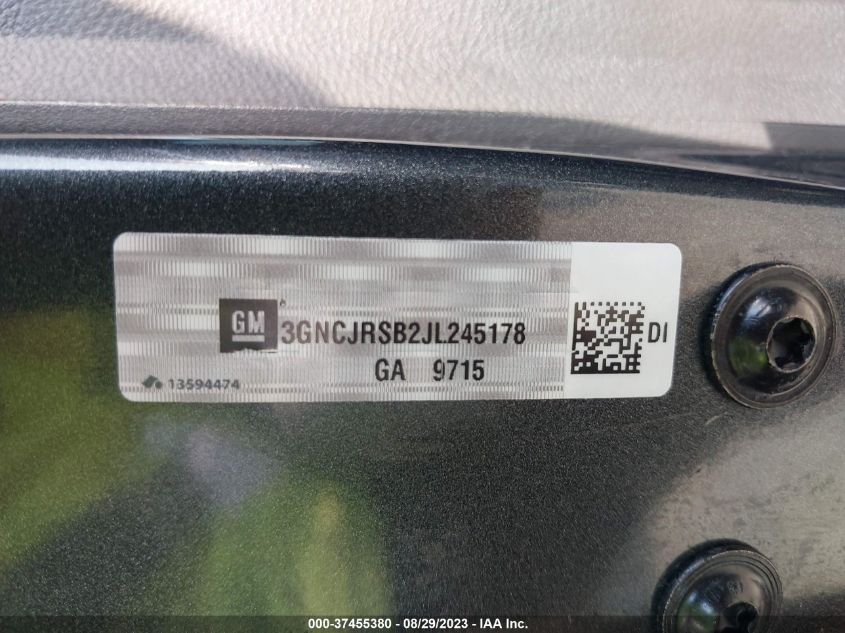 GM® 3GNCJRSB2JL245178
GA 9715
13594474
DI
000-37455380 - 08/29/2023 - IAA Inc.